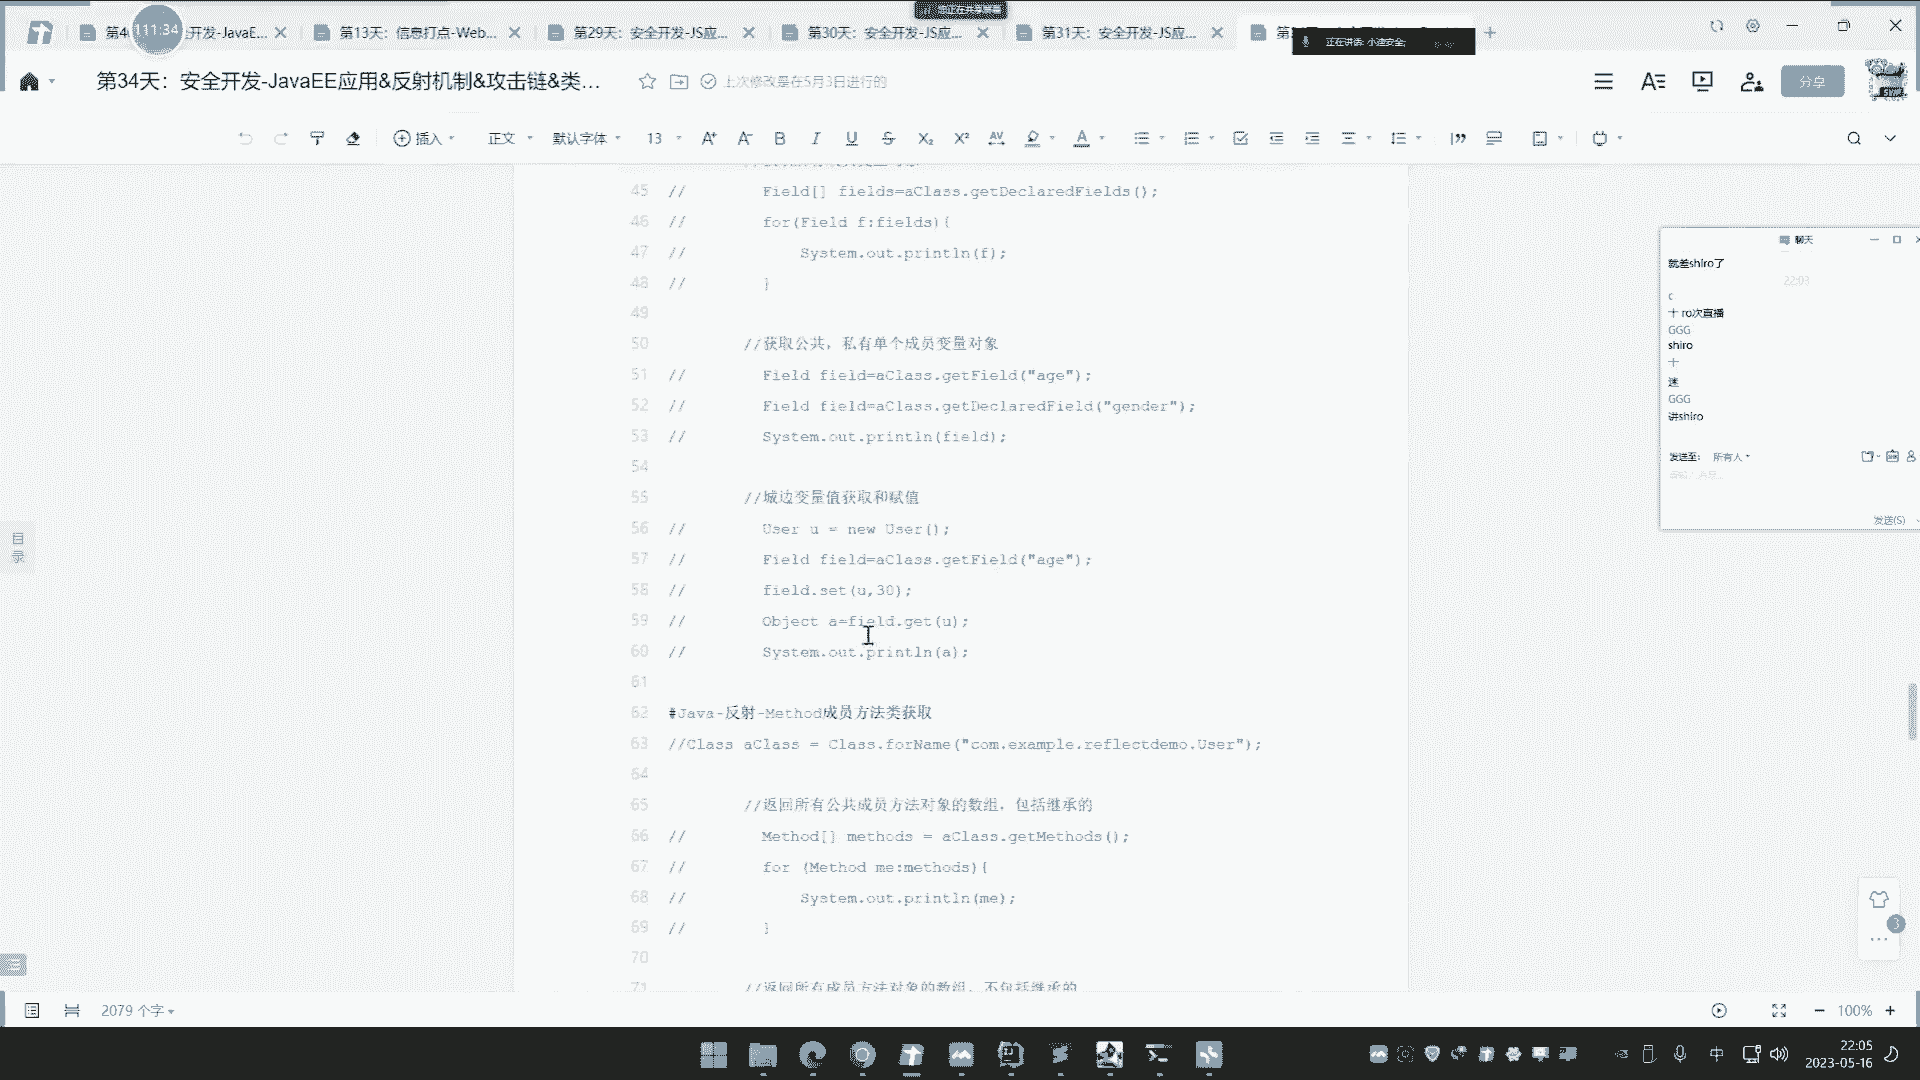 第4
111:34
开发-JavaE...
第13天：信息打点-Web...
第29天：安全开发-JS应...
第30天：安全开发-JS应...
第31天：安全开发-JS应...
正在讲话: 小迪安全;
第34天：安全开发-JavaEE应用&反射机制&攻击链&类...
上次修改是在5月3日进行的
分享
插入
正文
默认字体
13
45 // Field[] fields=aClass.getDeclaredFields();
46 // for(Field f:fields){
47 // System.out.println(f);
48 // }
49
50 //获取公共，私有单个成员变量对象
51 // Field field=aClass.getField("age");
52 // Field field=aClass.getDeclaredField("gender");
53 // System.out.println(field);
54
55 //城边变量值获取和赋值
56 // User u = new User();
57 // Field field=aClass.getField("age");
58 // field.set(u,30);
59 // Object a=field.get(u);
60 // System.out.println(a);
61
62 #Java-反射-Method成员方法类获取
63 //Class aClass = Class.forName("com.example.reflectdemo.User");
64
65 //返回所有公共成员方法对象的数组，包括继承的
66 // Method[] methods = aClass.getMethods();
67 // for (Method me:methods){
68 // System.out.println(me);
69 // }
70
71 //返回所有成员方法对象的数组，不包括继承的
目录
聊天
就差shiro了
22:03
c
十 ro次直播
GGG
shiro
十
迷
GGG
讲shiro
发送至: 所有人
发送(S)
3
2079 个字
100%
中
22:05
2023-05-16